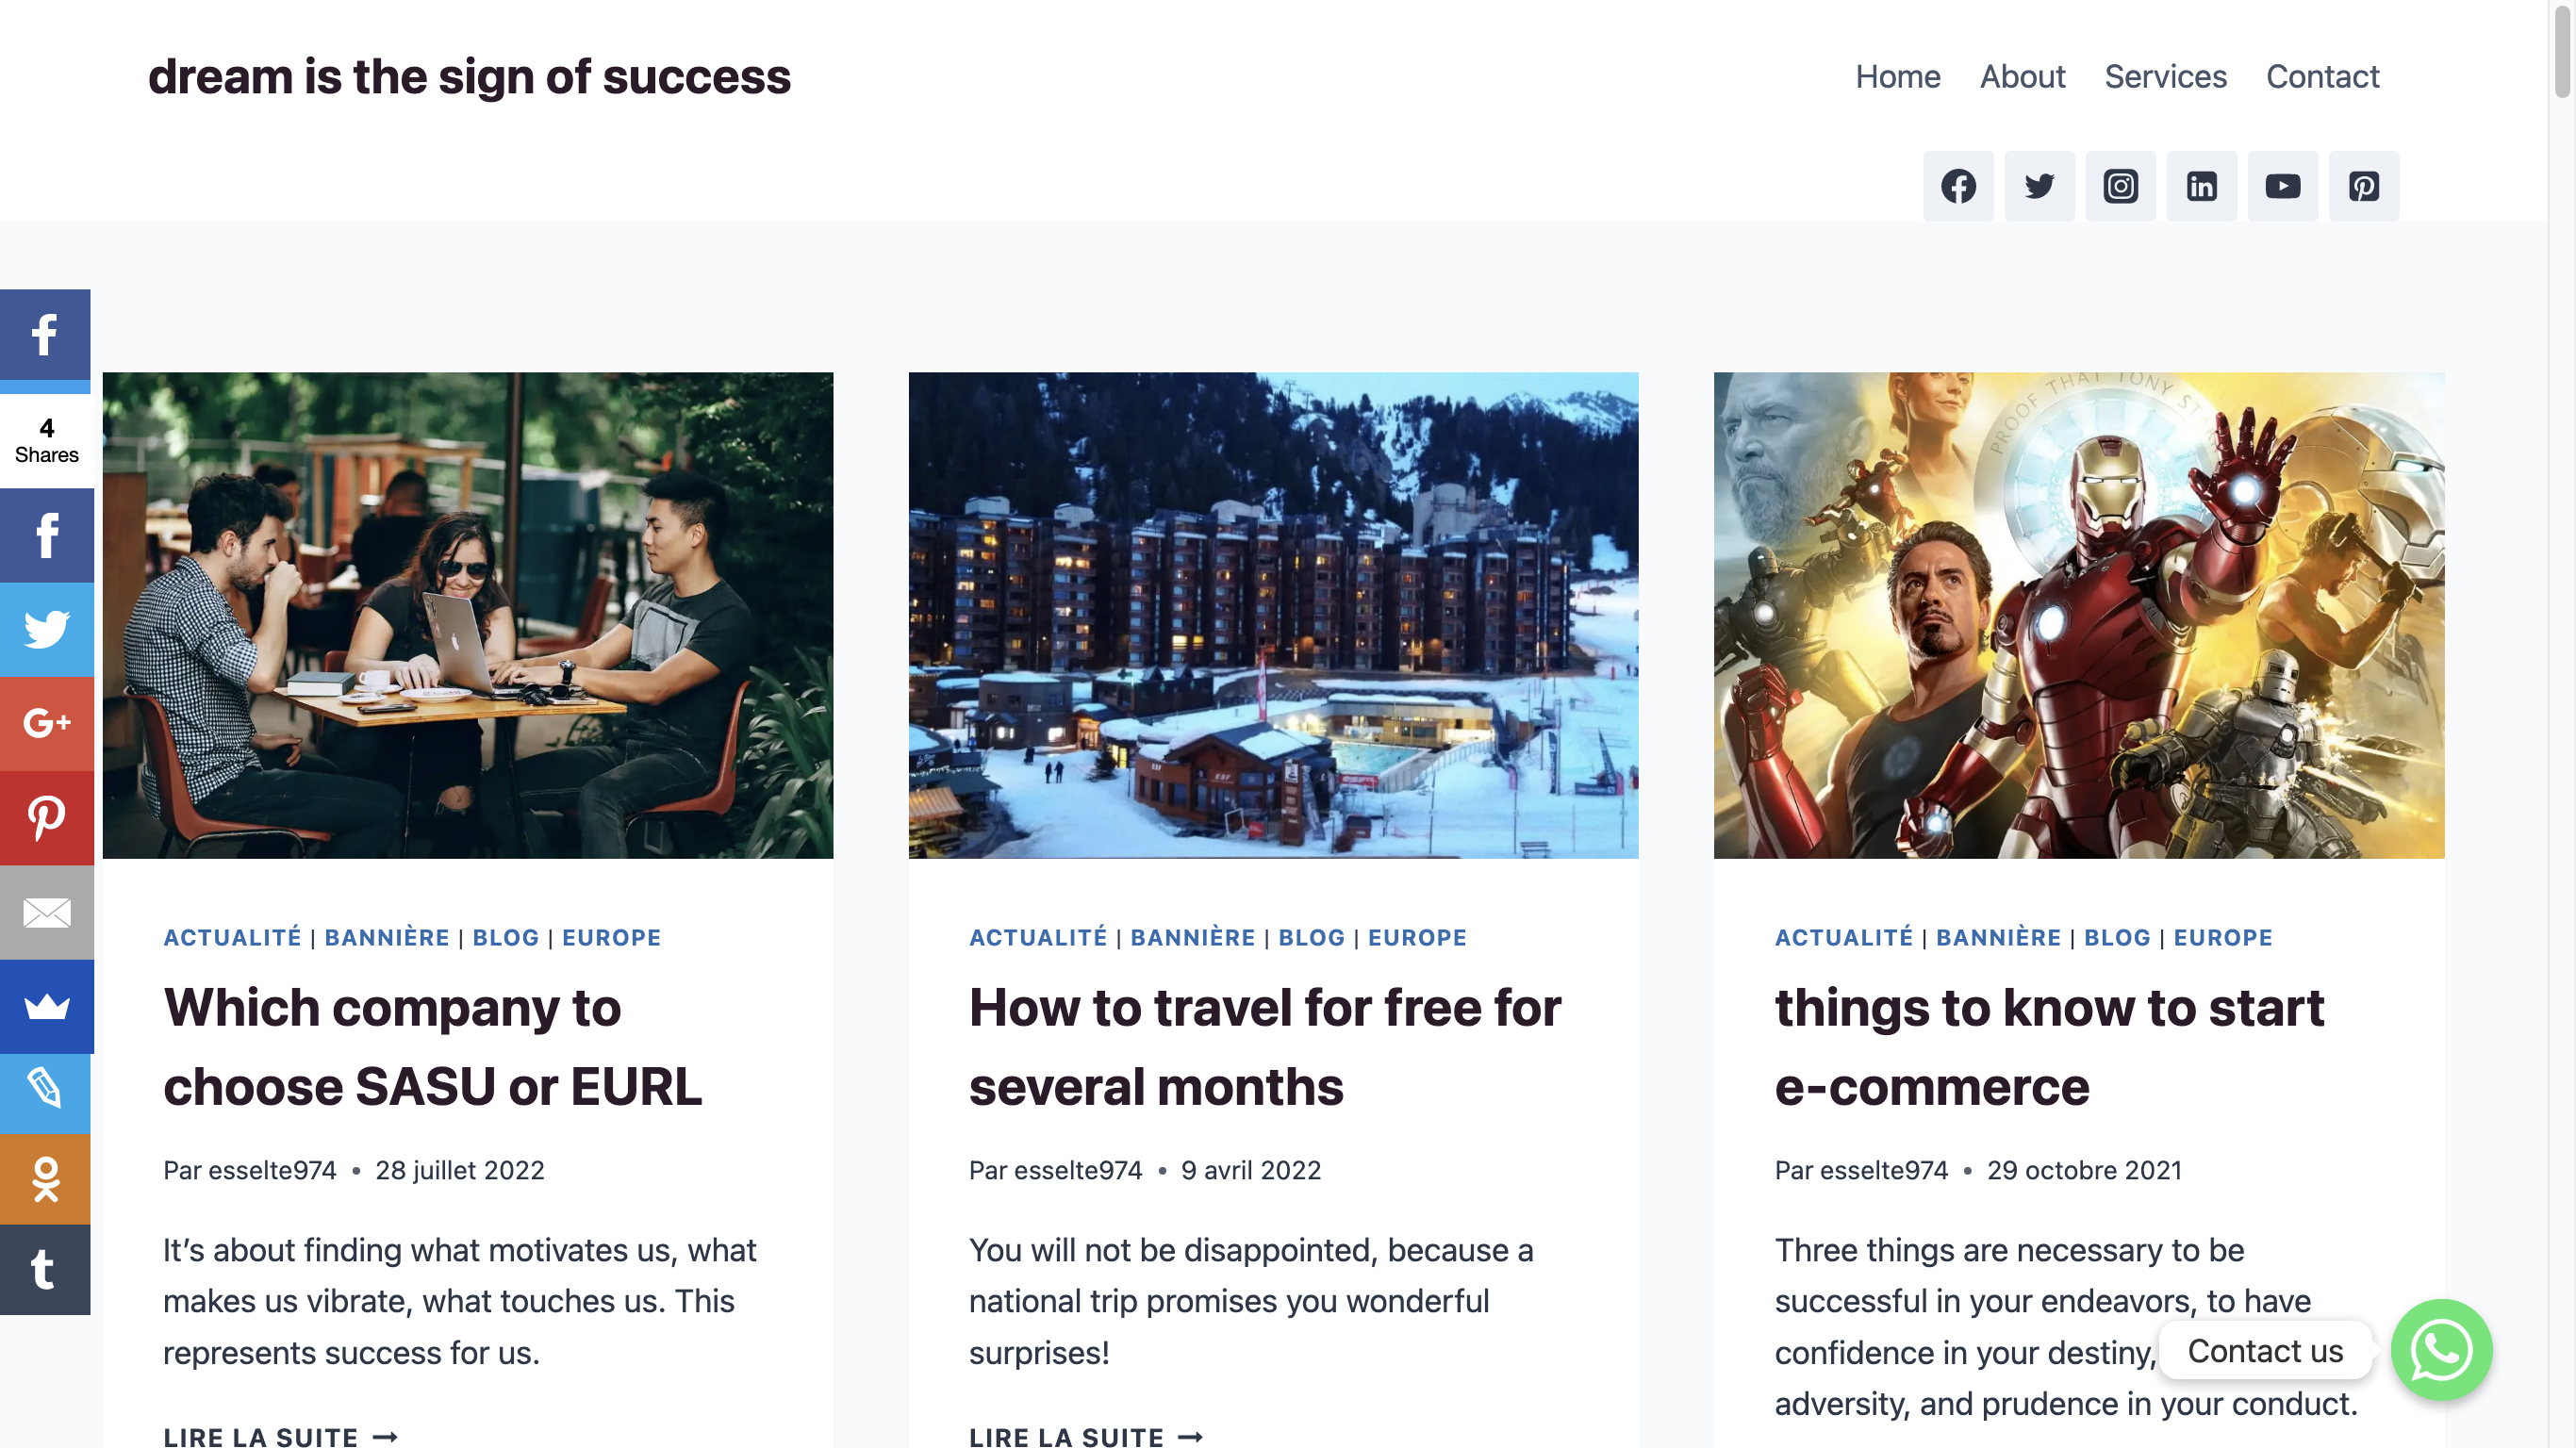 dream is the sign of success
Home About Services Contact
4
Shares
PROOF THAT TONY ST
ACTUALITÉ | BANNIÈRE | BLOG | EUROPE
Which company to
choose SASU or EURL
Par esselte974 • 28 juillet 2022
It’s about finding what motivates us, what
makes us vibrate, what touches us. This
represents success for us.
LIRE LA SUITE →
ACTUALITÉ | BANNIÈRE | BLOG | EUROPE
How to travel for free for
several months
Par esselte974 • 9 avril 2022
You will not be disappointed, because a
national trip promises you wonderful
surprises!
LIRE LA SUITE →
ACTUALITÉ | BANNIÈRE | BLOG | EUROPE
things to know to start
e-commerce
Par esselte974 • 29 octobre 2021
Three things are necessary to be
successful in your endeavors, to have
confidence in your destiny,
adversity, and prudence in your conduct.
Contact us